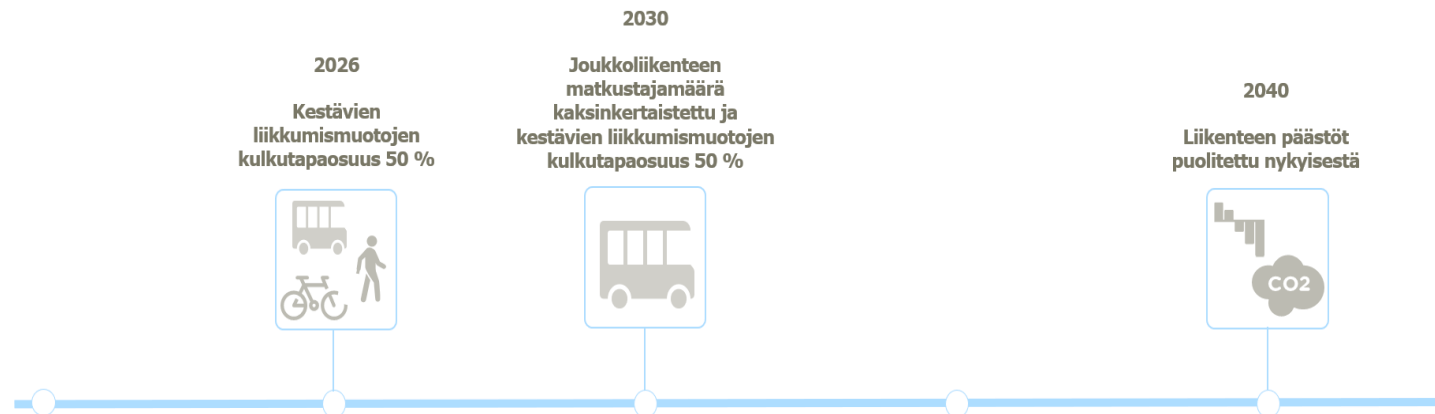 2026
Kestävien
liikkumismuotojen
kulkutapaosuus 50 %
2030
Joukkoliikenteen
matkustajamäärä
kaksinkertaistettu ja
kestävien liikkumismuotojen
kulkutapaosuus 50 %
2040
Liikenteen päästöt
puolitettu nykyisestä
CO2